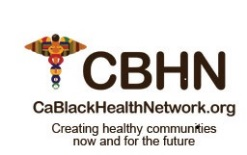 CBHN
CaBlackHealthNetwork.org
Creating healthy communities
now and for the future